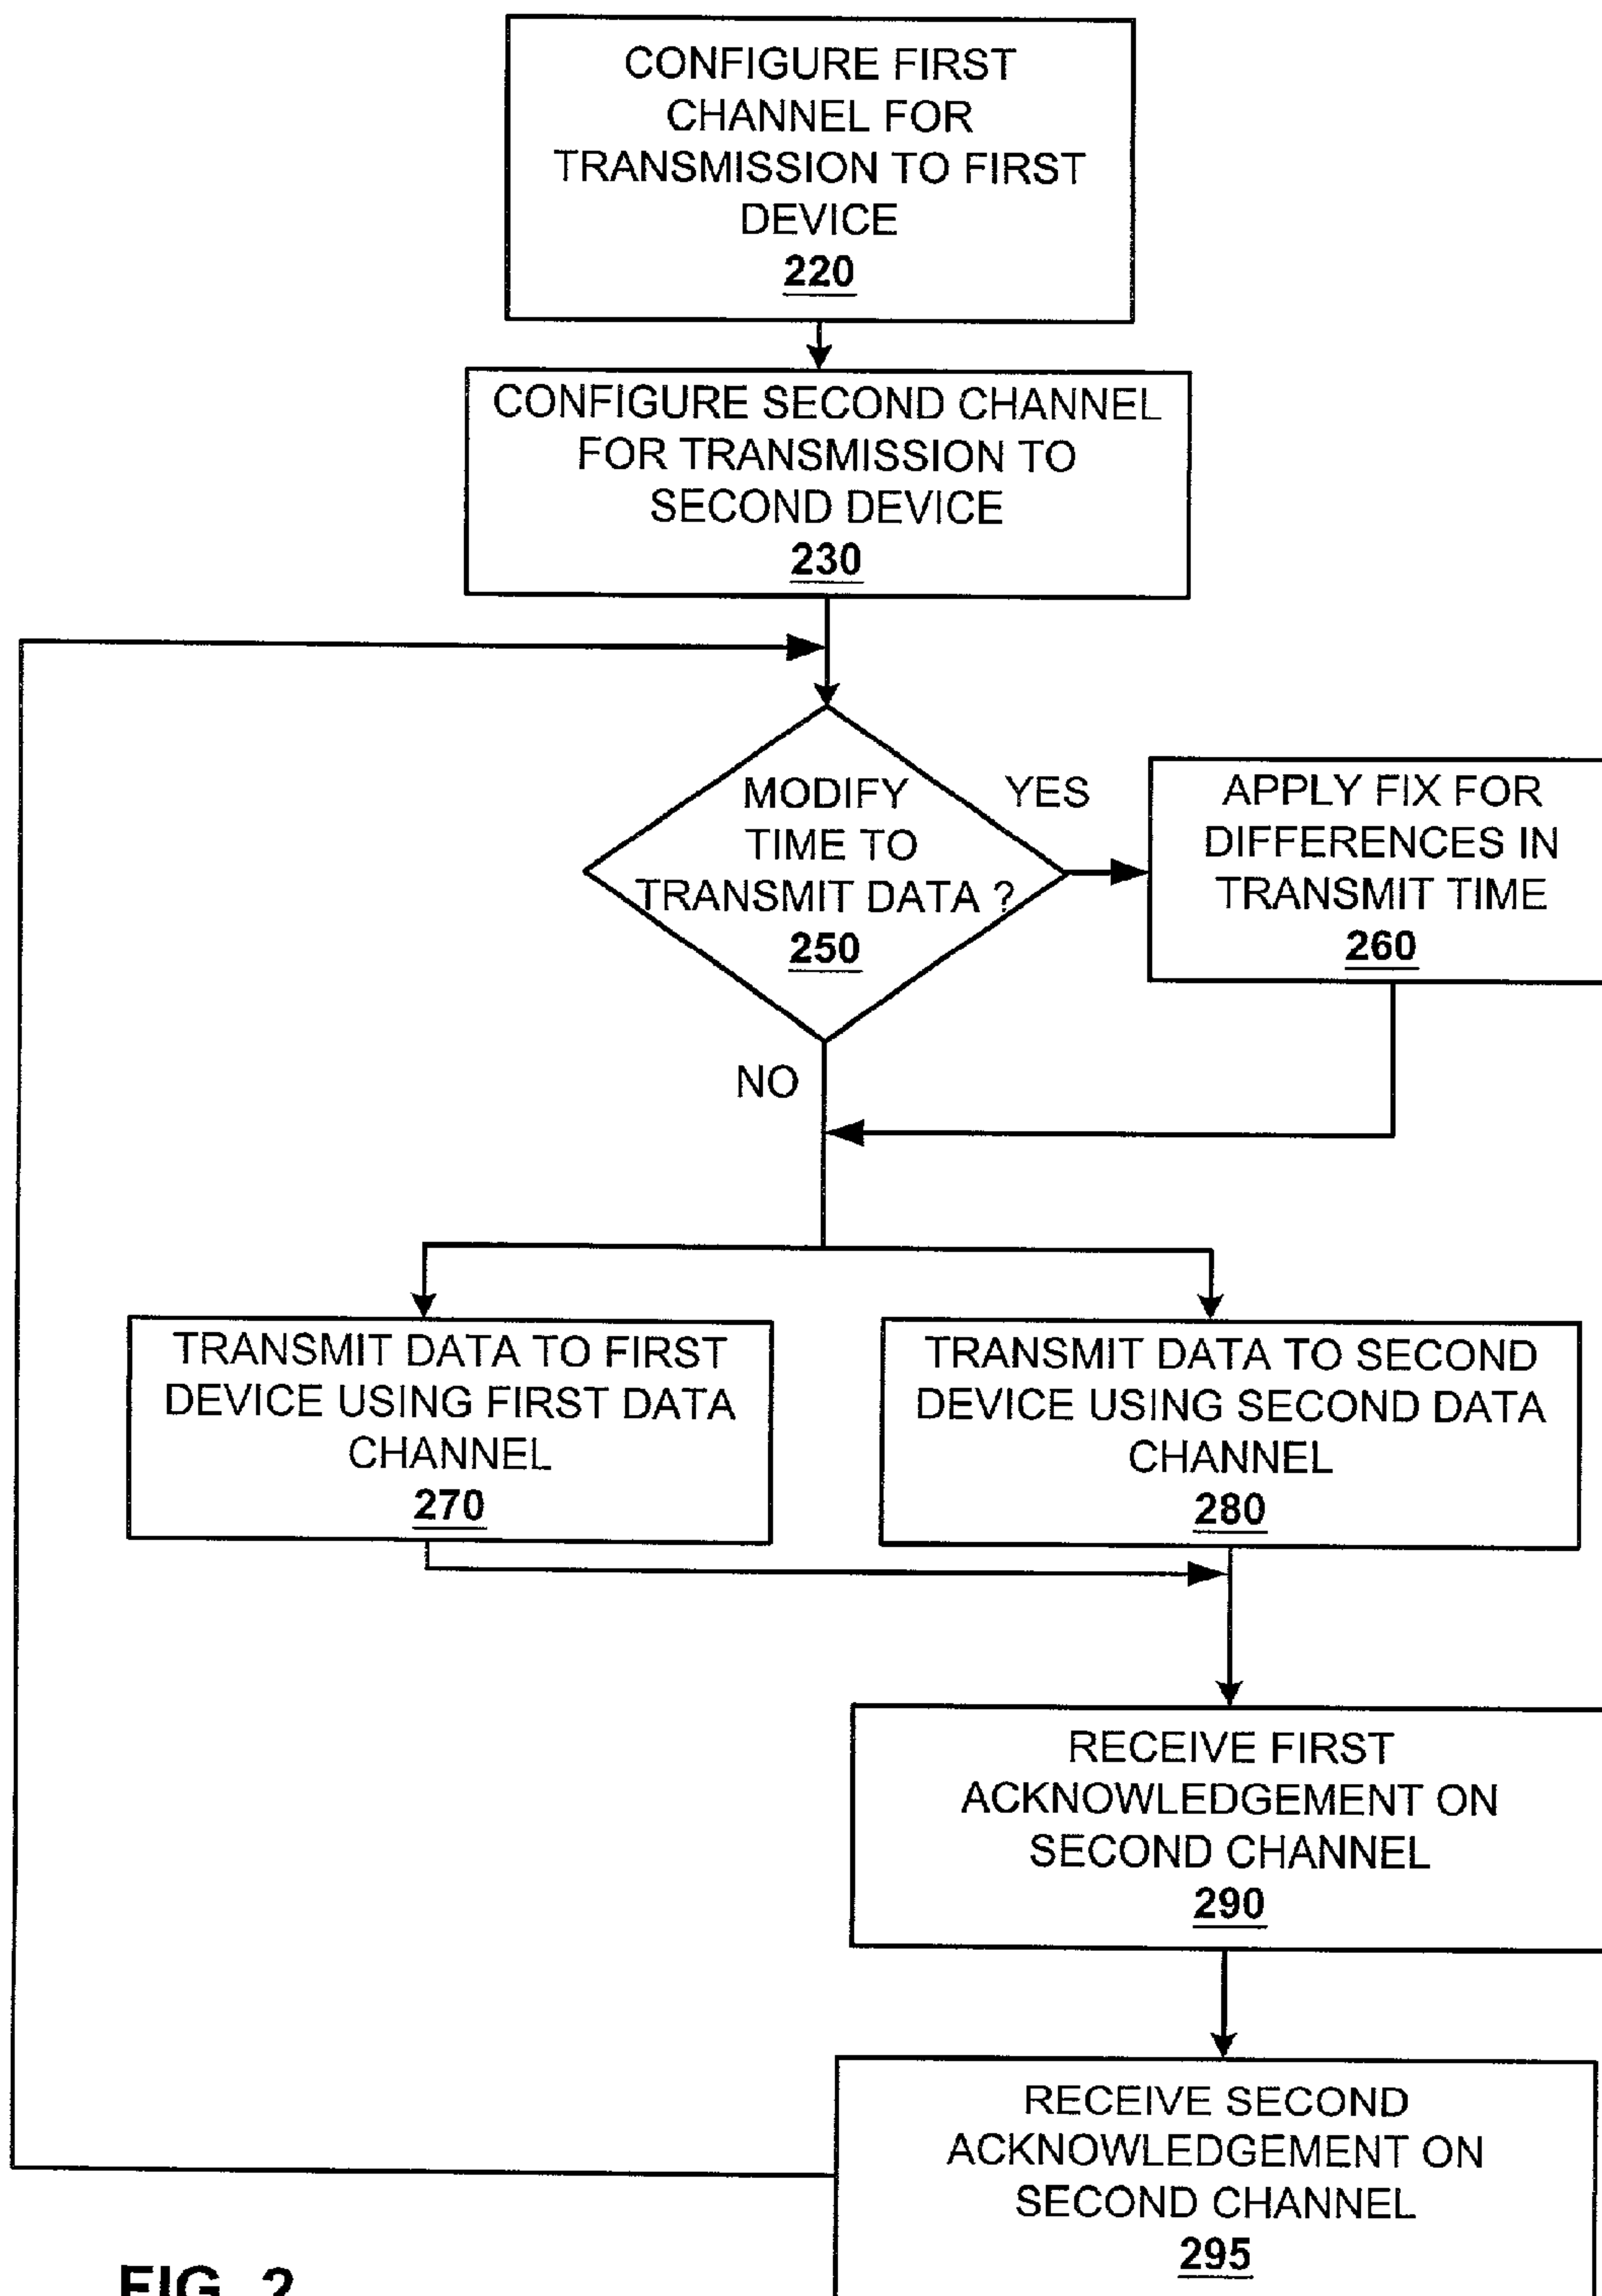 CONFIGURE FIRST
CHANNEL FOR
TRANSMISSION TO FIRST
DEVICE
220
CONFIGURE SECOND CHANNEL
FOR TRANSMISSION TO
SECOND DEVICE
230
MODIFY
TIME TO
TRANSMIT DATA ?
250
YES
APPLY FIX FOR
DIFFERENCES IN
TRANSMIT TIME
260
NO
TRANSMIT DATA TO FIRST
DEVICE USING FIRST DATA
CHANNEL
270
TRANSMIT DATA TO SECOND
DEVICE USING SECOND DATA
CHANNEL
280
RECEIVE FIRST
ACKNOWLEDGEMENT ON
SECOND CHANNEL
290
RECEIVE SECOND
ACKNOWLEDGEMENT ON
SECOND CHANNEL
295
FIG. 2